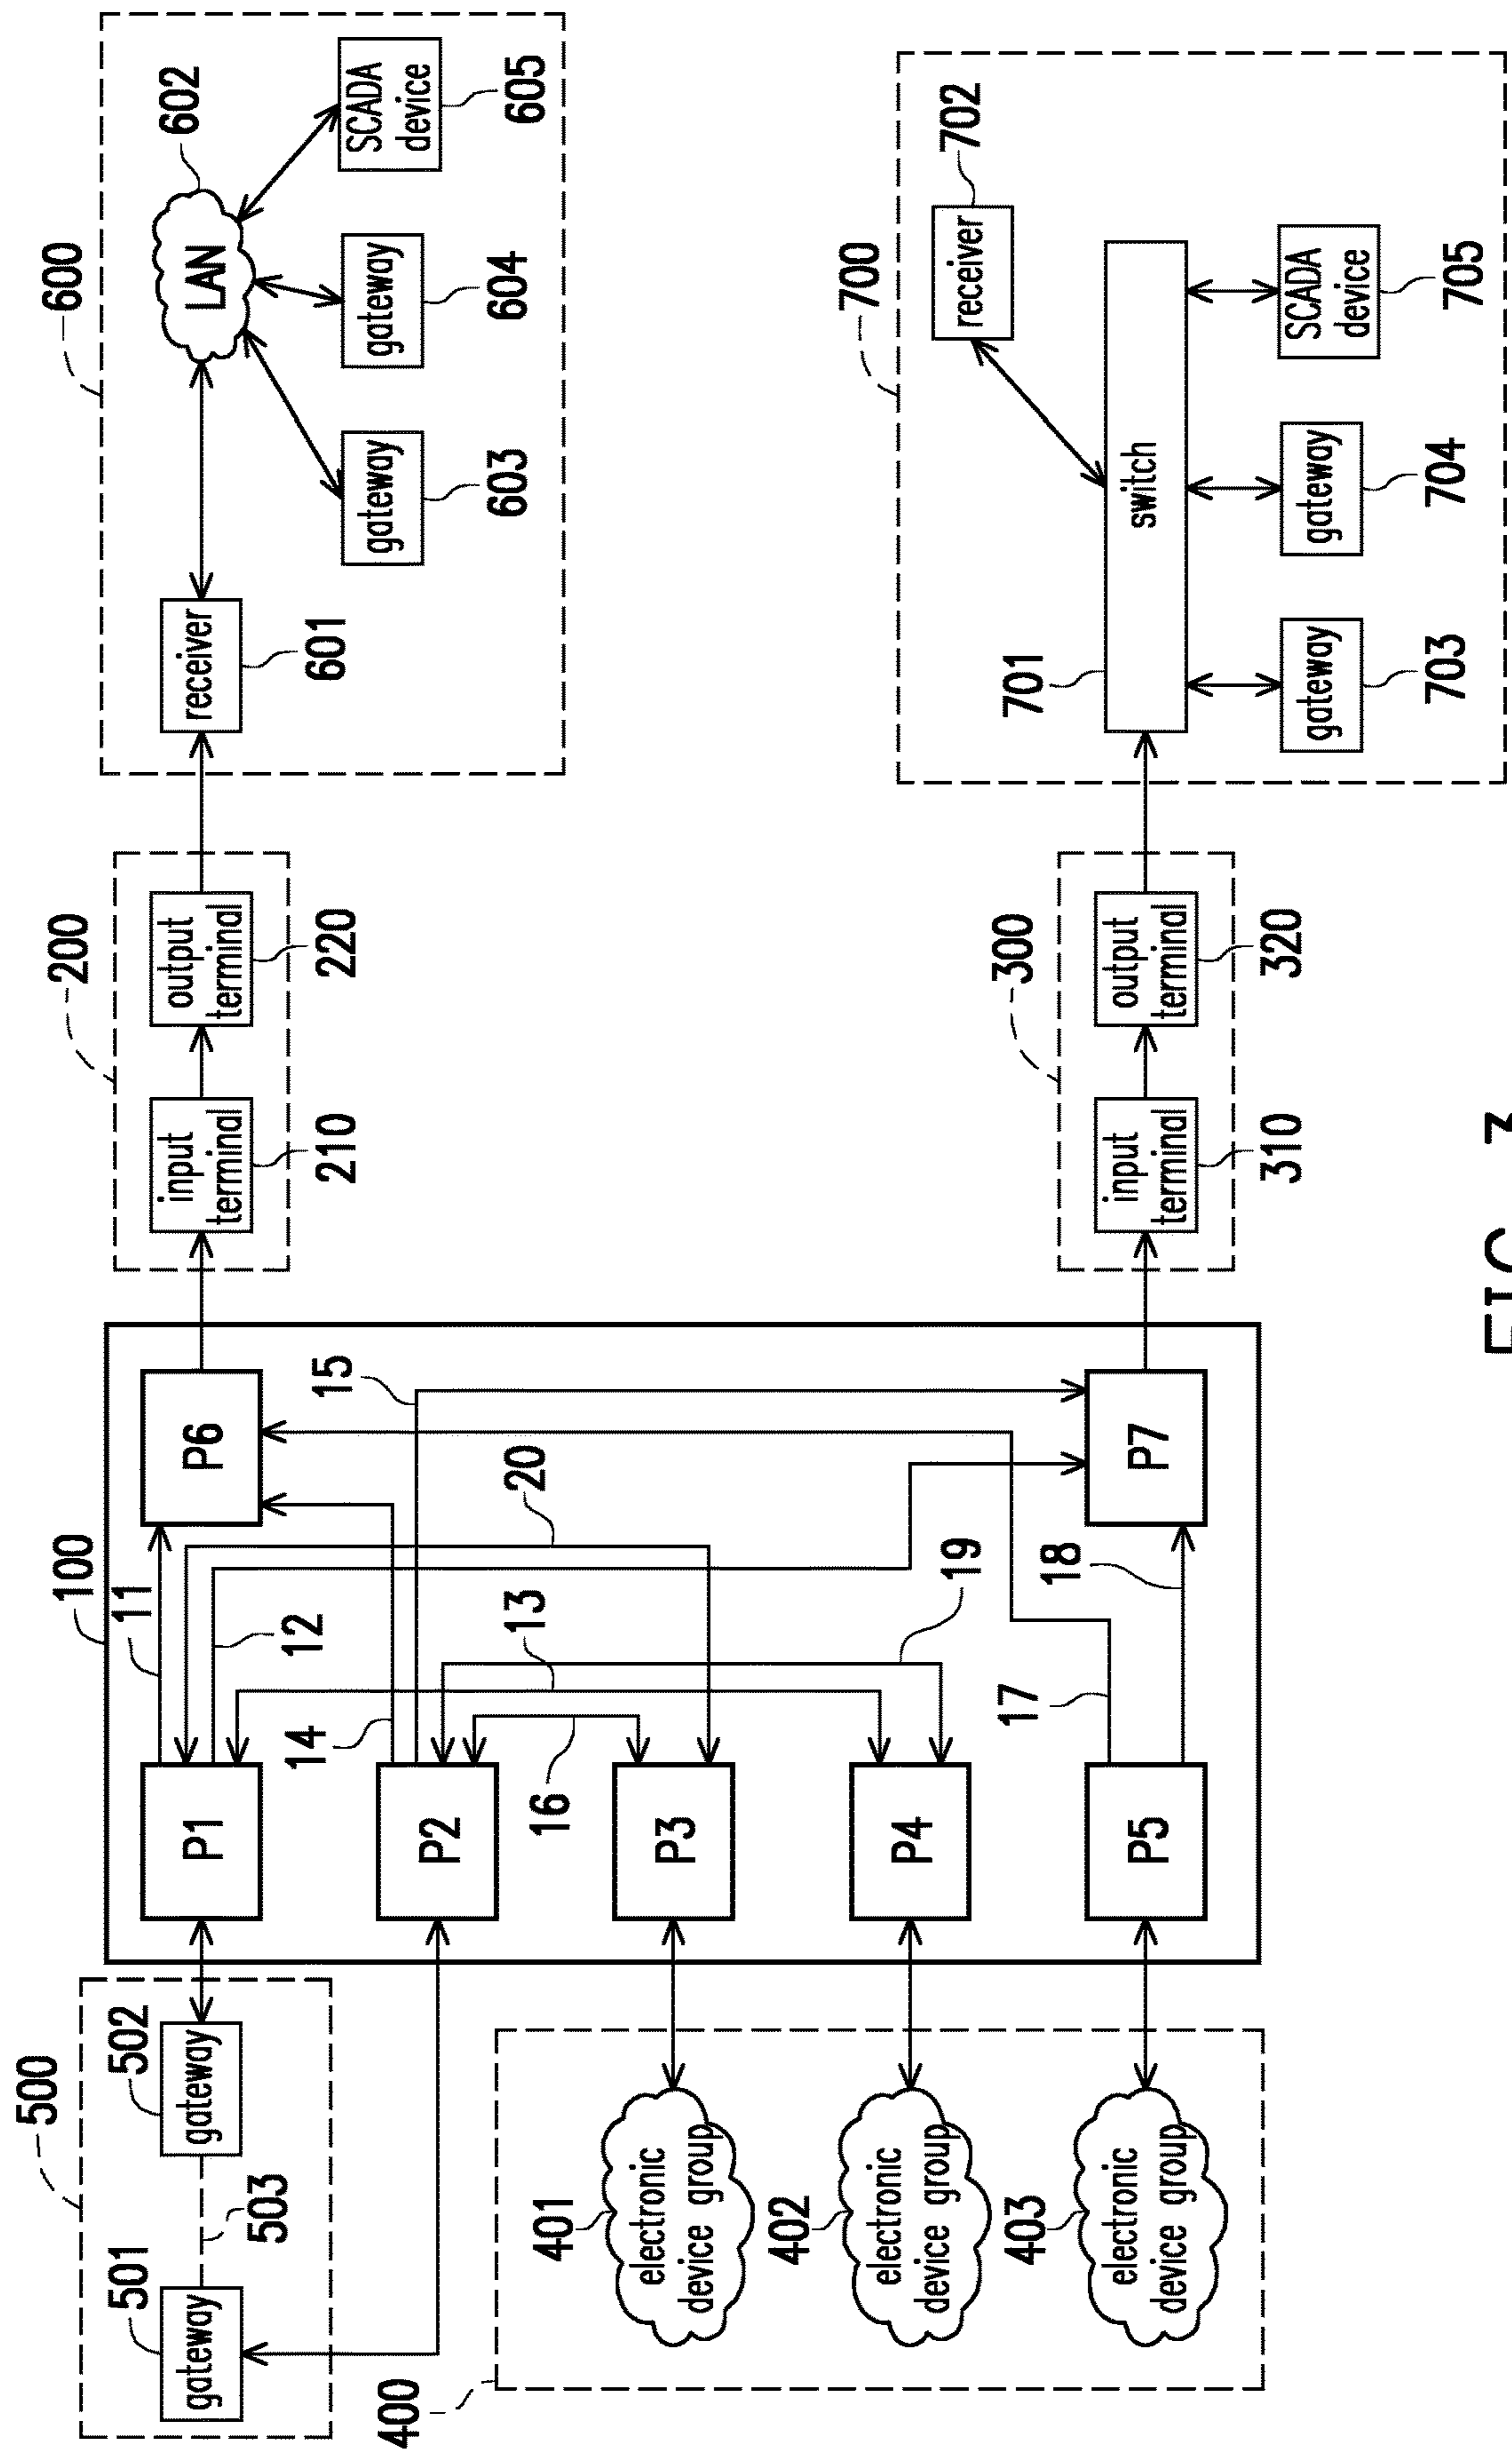 500
501
gateway
503
502
gateway
400
401
electronic
device group
402
electronic
device group
403
electronic
device group
100
P1
P2
P3
P4
P5
P6
P7
11
12
13
14
15
16
17
18
19
20
200
input
terminal
210
output
terminal
220
300
input
terminal
310
output
terminal
320
600
receiver
601
LAN
602
gateway
603
gateway
604
SCADA
device
605
700
701
switch
receiver
702
gateway
703
gateway
704
SCADA
device
705